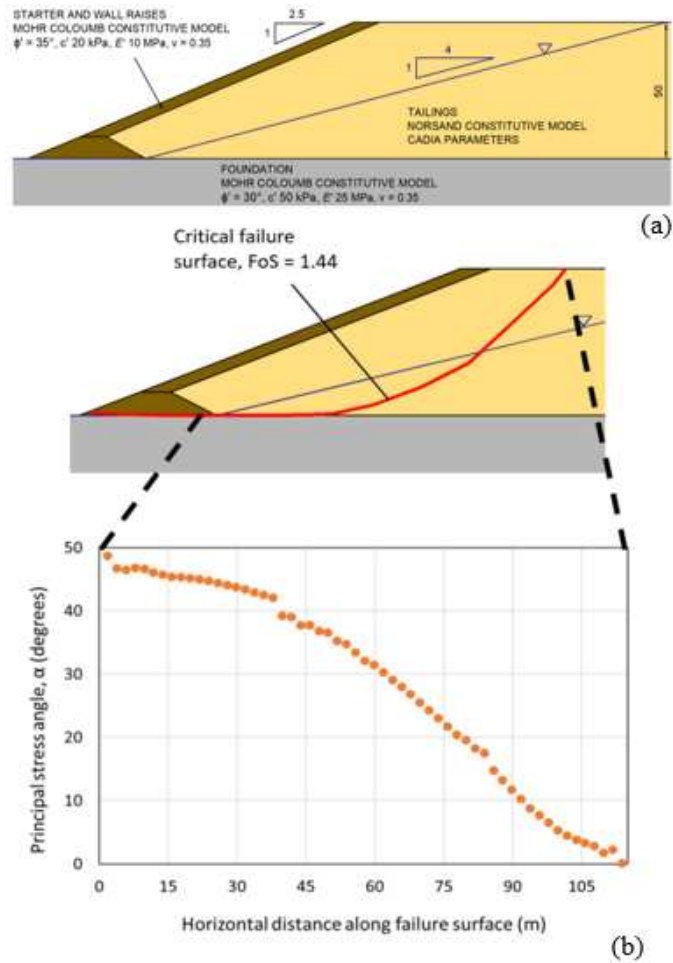 STARTER AND WALL RAISES
MOHR COLOUMB CONSTITUTIVE MODEL
ϕ' = 35°, c' 20 kPa, E' 10 MPa, v = 0.35
2.5
1
4
1
50
TAILINGS
NORSAND CONSTITUTIVE MODEL
CADIA PARAMETERS
FOUNDATION
MOHR COLOUMB CONSTITUTIVE MODEL
ϕ' = 30°, c' 50 kPa, E' 25 MPa, v = 0.35
(a)
Critical failure
surface, FoS = 1.44
50
40
30
20
10
0
Principal stress angle, α (degrees)
0 15 30 45 60 75 90 105
Horizontal distance along failure surface (m)
(b)